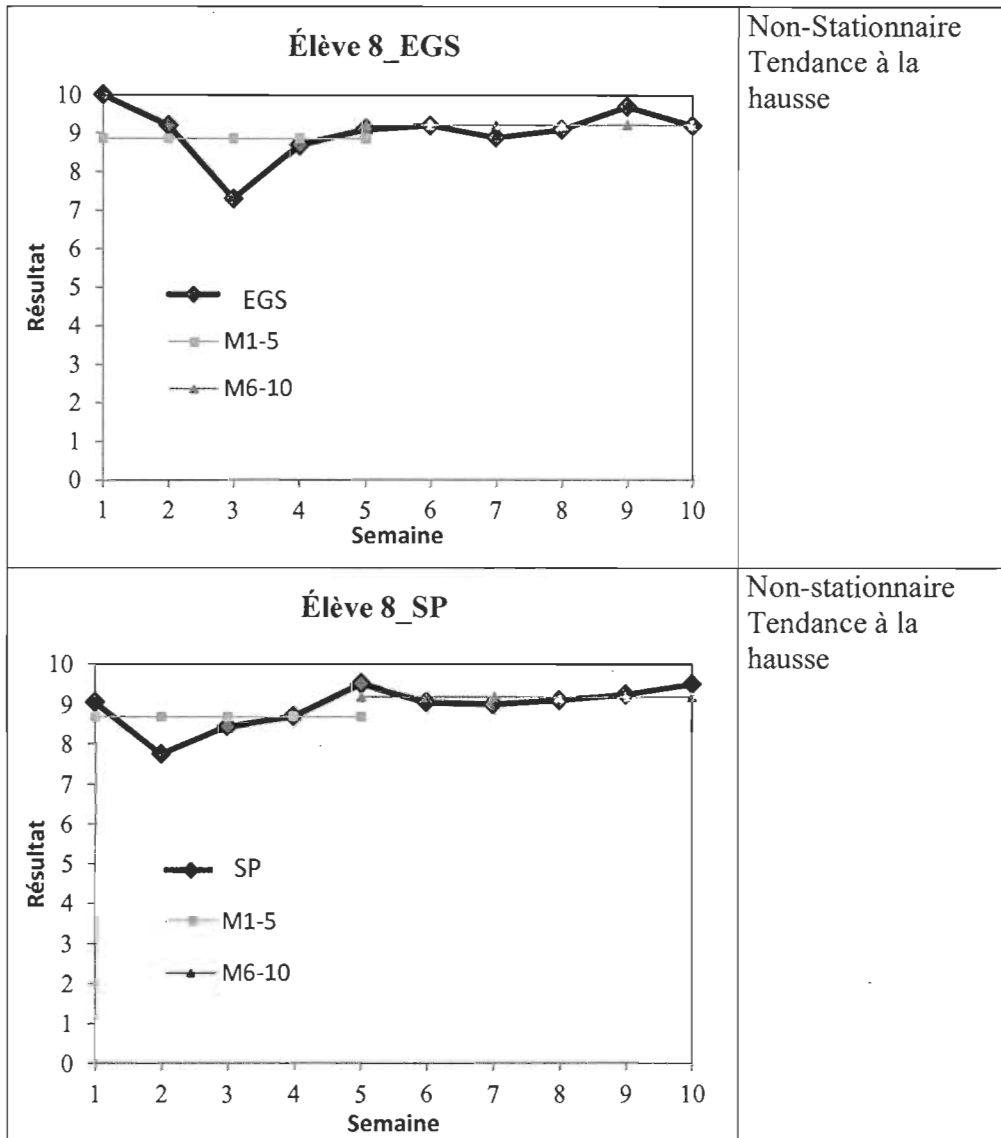 Élève 8_EGS
10
9
8
7
6
5
4
3
2
1
0
Résultat
EGS
M1-5
M6-10
1 2 3 4 5 6 7 8 9 10
Semaine
Non-Stationnaire
Tendance à la
hausse
Élève 8_SP
10
9
8
7
6
5
4
3
2
1
0
Résultat
SP
M1-5
M6-10
1 2 3 4 5 6 7 8 9 10
Semaine
Non-stationnaire
Tendance à la
hausse